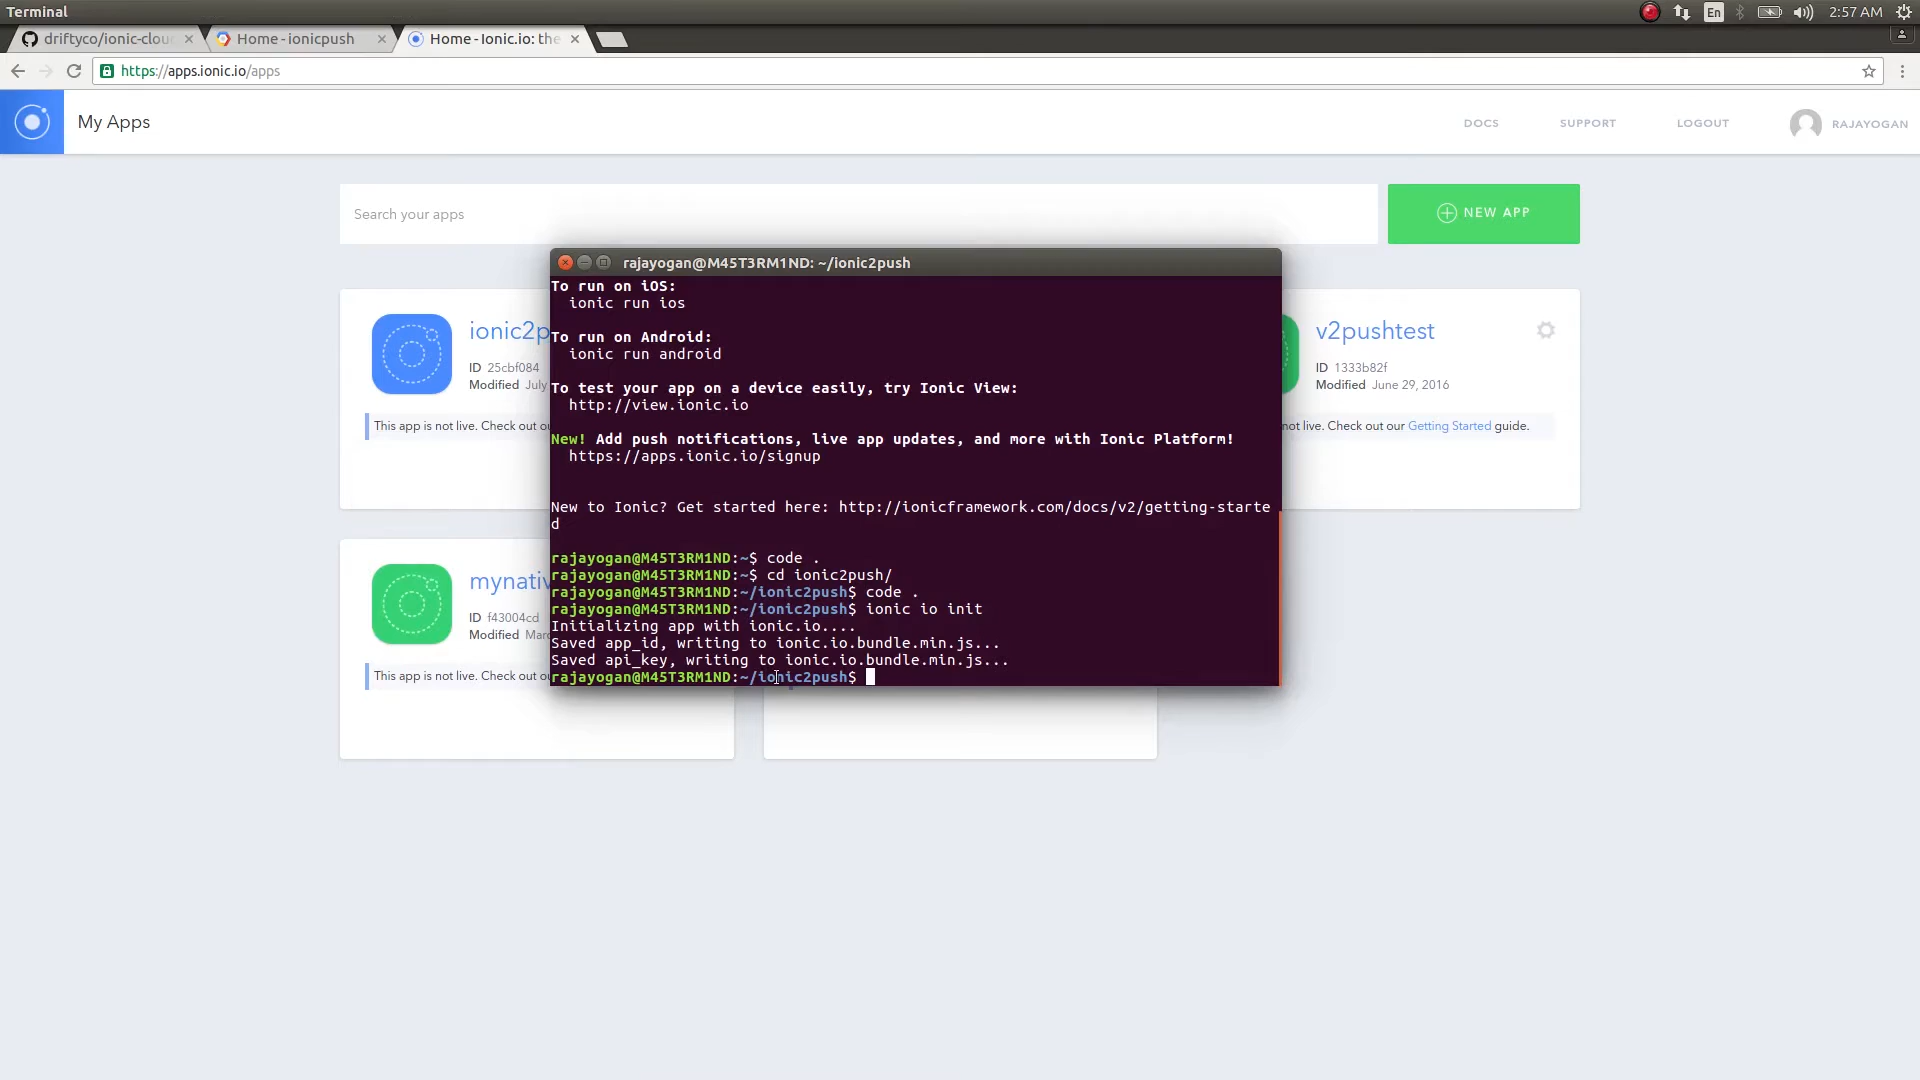 Terminal
En
2:57 AM
driftyco/ionic-clou
Home - ionicpush
Home - Ionic.io: the
https://apps.ionic.io/apps
My Apps
DOCS
SUPPORT
LOGOUT
RAJAYOGAN
Search your apps
NEW APP
ionic2p
ID 25cbf084
Modified July
This app is not live. Check out ou
v2pushtest
ID 1333b82f
Modified June 29, 2016
not live. Check out our Getting Started guide.
mynativ
ID f43004cd
Modified Marc
This app is not live. Check out ou
rajayogan@M45T3RM1ND: ~/ionic2push
To run on iOS:
ionic run ios
To run on Android:
ionic run android
To test your app on a device easily, try Ionic View:
http://view.ionic.io
New! Add push notifications, live app updates, and more with Ionic Platform!
https://apps.ionic.io/signup
New to Ionic? Get started here: http://ionicframework.com/docs/v2/getting-starte
d
rajayogan@M45T3RM1ND:~$ code .
rajayogan@M45T3RM1ND:~$ cd ionic2push/
rajayogan@M45T3RM1ND:~/ionic2push$ code .
rajayogan@M45T3RM1ND:~/ionic2push$ ionic io init
Initializing app with ionic.io....
Saved app_id, writing to ionic.io.bundle.min.js...
Saved api_key, writing to ionic.io.bundle.min.js...
rajayogan@M45T3RM1ND:~/ionic2push$